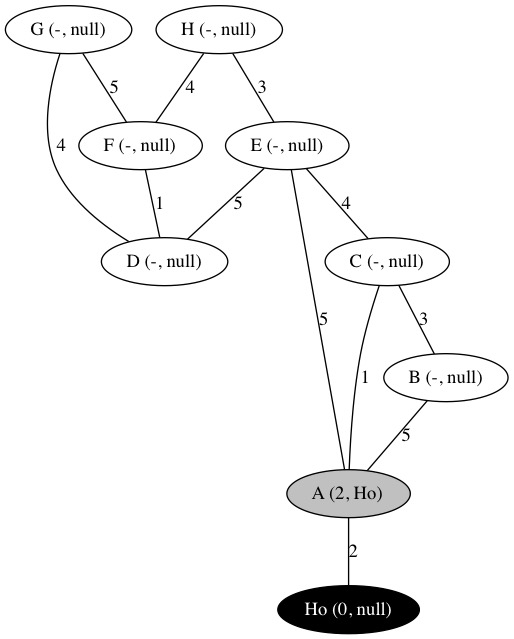 G (-, null)
H (-, null)
5
4
3
F (-, null)
E (-, null)
4
1
5
4
D (-, null)
C (-, null)
5
3
1
B (-, null)
5
A (2, Ho)
2
Ho (0, null)